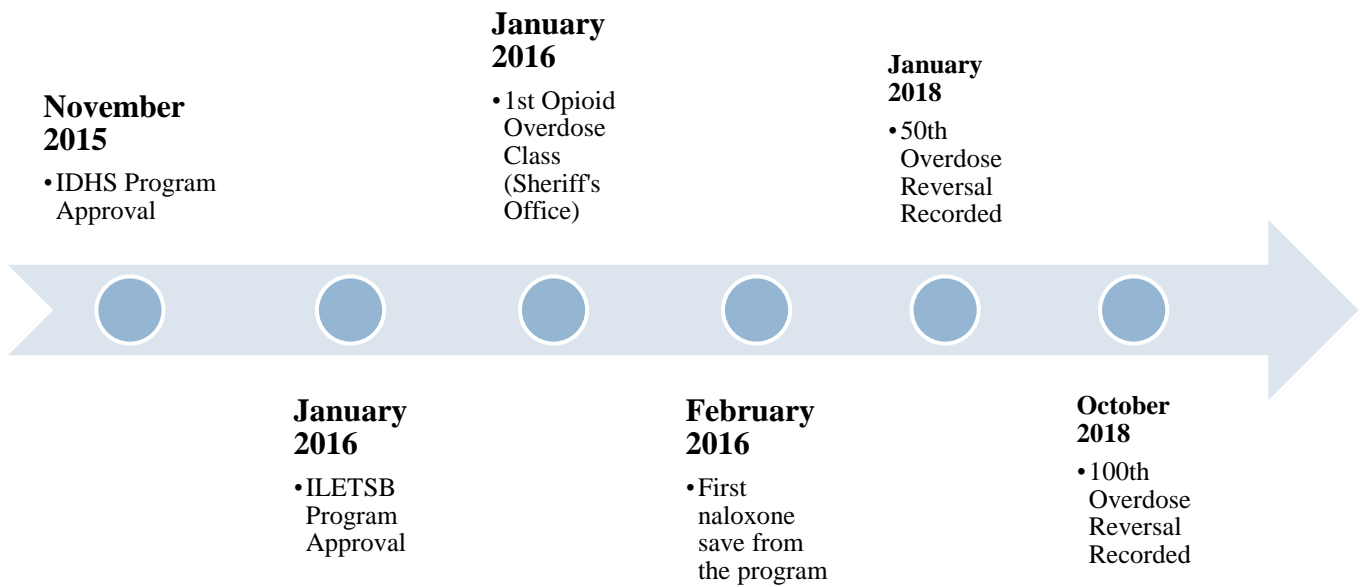 November
2015
•IDHS Program
Approval
January
2016
•ILETSB
Program
Approval
January
2016
•1st Opioid
Overdose
Class
(Sheriff's
Office)
February
2016
•First
naloxone
save from
the program
January
2018
•50th
Overdose
Reversal
Recorded
October
2018
•100th
Overdose
Reversal
Recorded